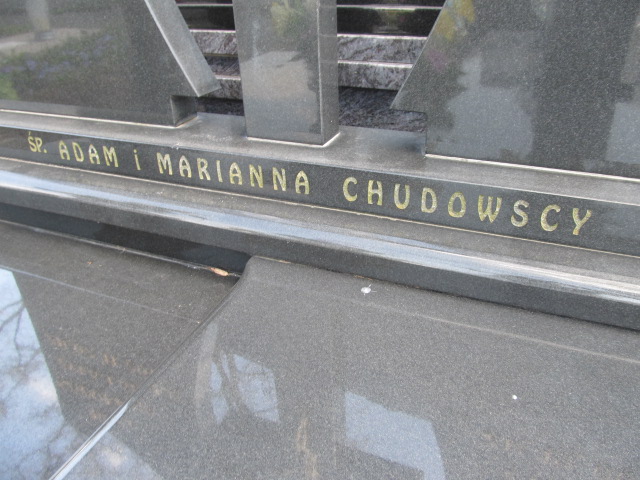 ŚP. ADAM i MARIANNA CHUDOWSCY